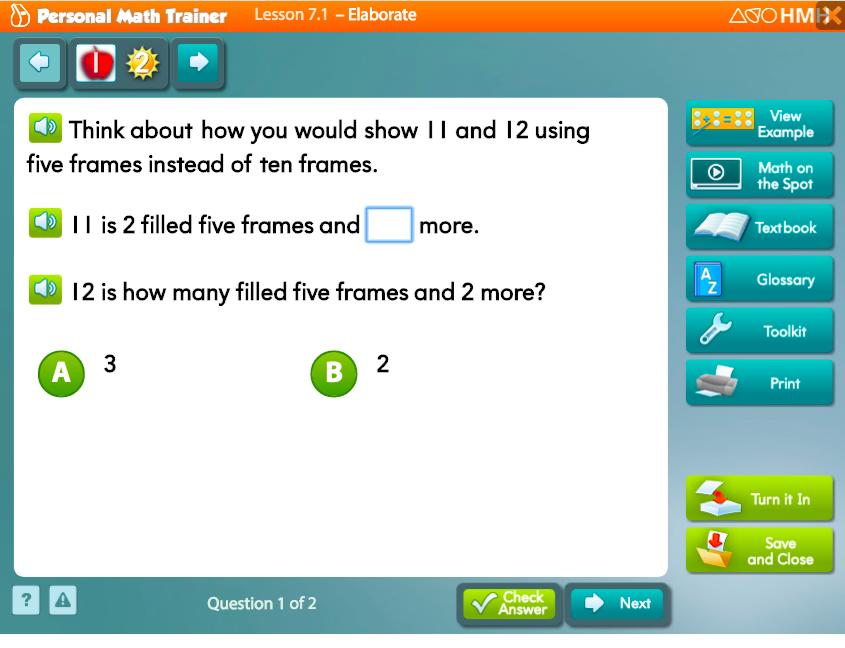 Personal Math Trainer Lesson 7.1 – Elaborate HMH
1 2
Think about how you would show 11 and 12 using
five frames instead of ten frames.
11 is 2 filled five frames and more.
12 is how many filled five frames and 2 more?
A 3 B 2
View
Example
Math on
the Spot
Textbook
A
Z
Glossary
Toolkit
Print
Turn it In
Save
and Close
? Question 1 of 2
Check
Answer
Next